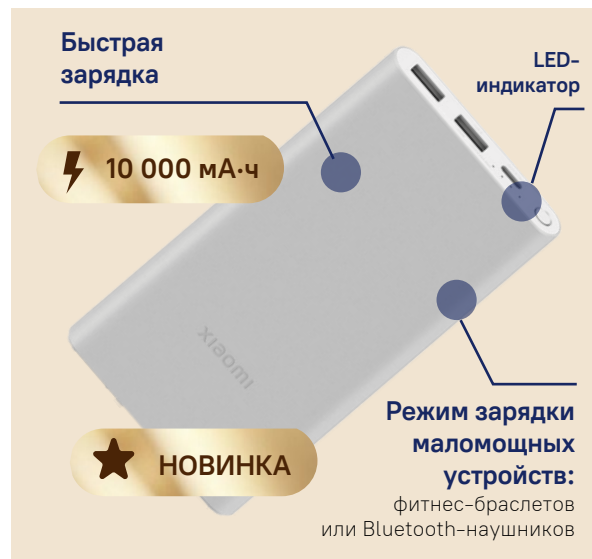 Быстрая
зарядка
LED-
индикатор
10 000 мА·ч
xiaomi
Режим зарядки
маломощных
устройств:
фитнес-браслетов
или Bluetooth-наушников
НОВИНКА